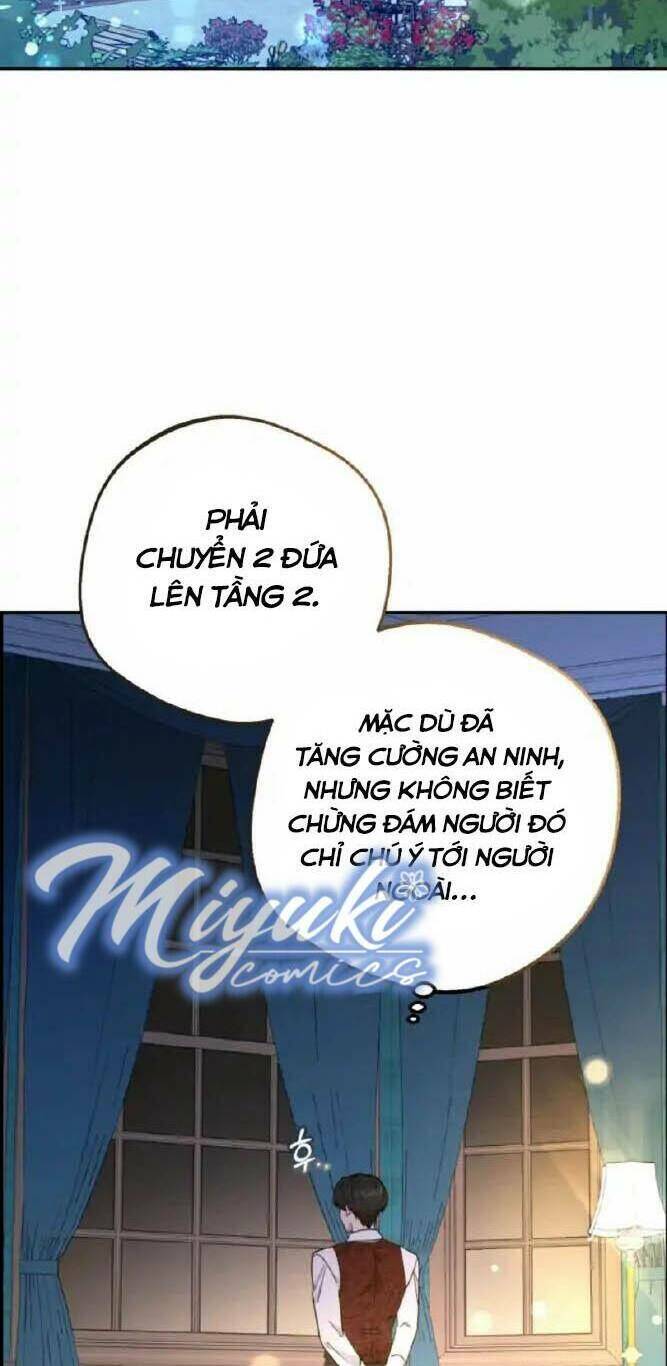 PHẢI
CHUYỂN 2 ĐỨA
LÊN TẦNG 2.
MẶC DÙ ĐÃ
TĂNG CƯỜNG AN NINH,
NHƯNG KHÔNG BIẾT
CHỪNG ĐÁM NGƯỜI ĐÓ
CHỈ CHÚ Ý TỚI NGƯỜI
NGOÀI...
Miyuki
comics
후...